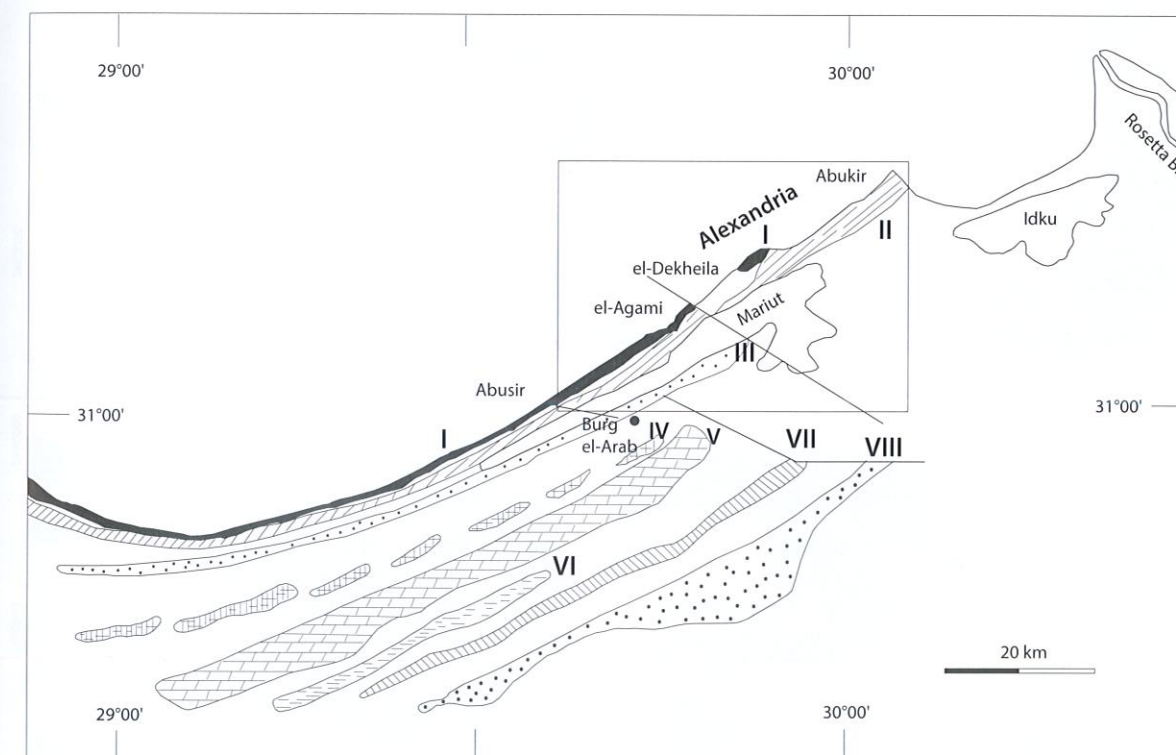 29°00'
30°00'
Rosetta
Abukir
Alexandria
I
II
Idku
el-Dekheila
el-Agami
Mariut
III
Abusir
31°00'
31°00'
Burg
el-Arab
I
IV
V
VII
VIII
VI
20 km
29°00'
30°00'